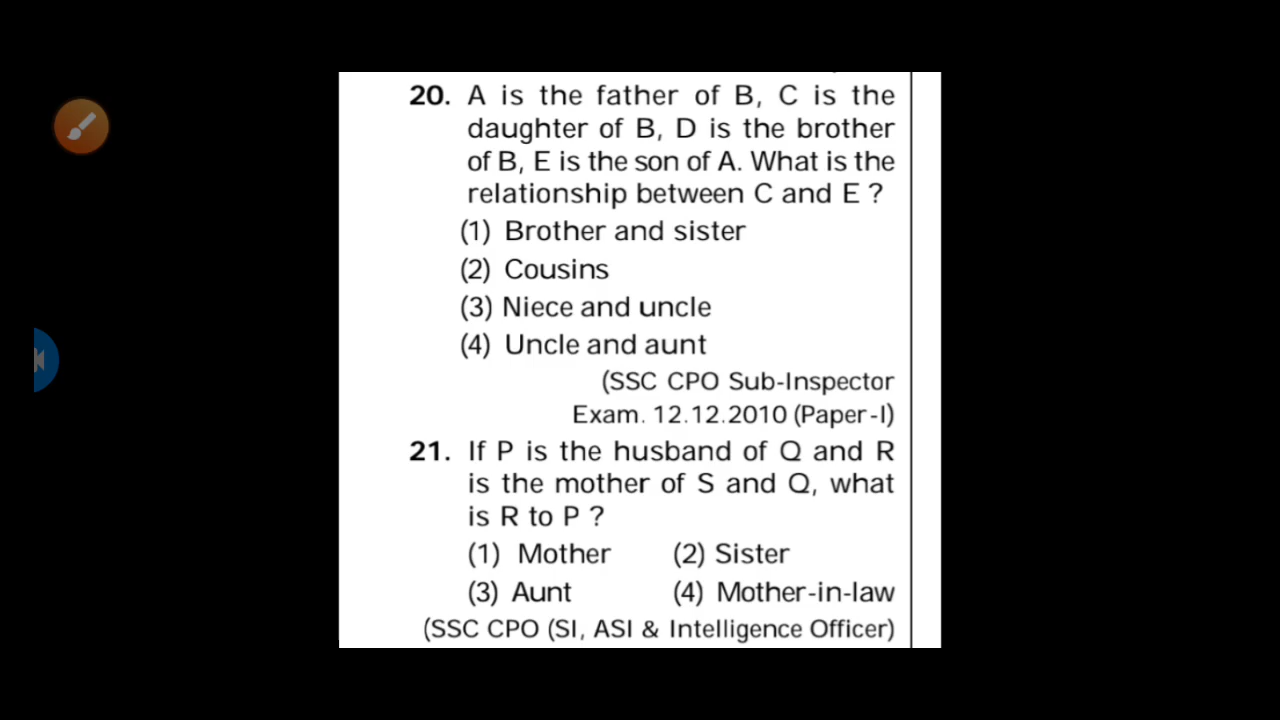 20. A is the father of B, C is the
daughter of B, D is the brother
of B, E is the son of A. What is the
relationship between C and E ?
(1) Brother and sister
(2) Cousins
(3) Niece and uncle
(4) Uncle and aunt
(SSC CPO Sub-Inspector
Exam. 12.12.2010 (Paper-I)
21. If P is the husband of Q and R
is the mother of S and Q, what
is R to P ?
(1) Mother (2) Sister
(3) Aunt (4) Mother-in-law
(SSC CPO (SI, ASI & Intelligence Officer)